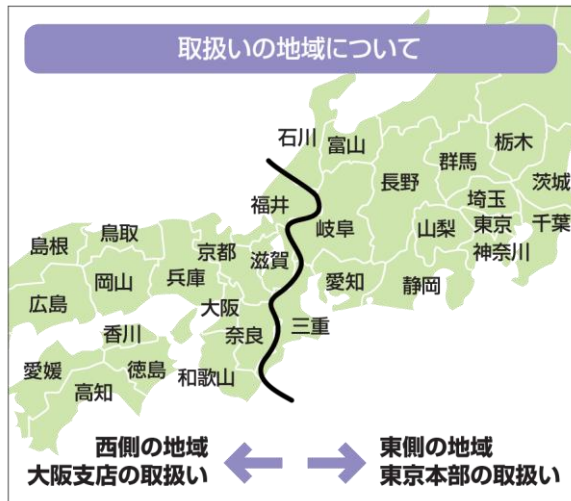 取扱いの地域について
石川
富山
栃木
群馬
長野
茨城
福井
埼玉
岐阜
山梨
東京
千葉
鳥取
島根
京都
滋賀
神奈川
兵庫
岡山
愛知
静岡
広島
大阪
奈良
三重
香川
愛媛
徳島
和歌山
高知
西側の地域
大阪支店の取扱い
東側の地域
東京本部の取扱い